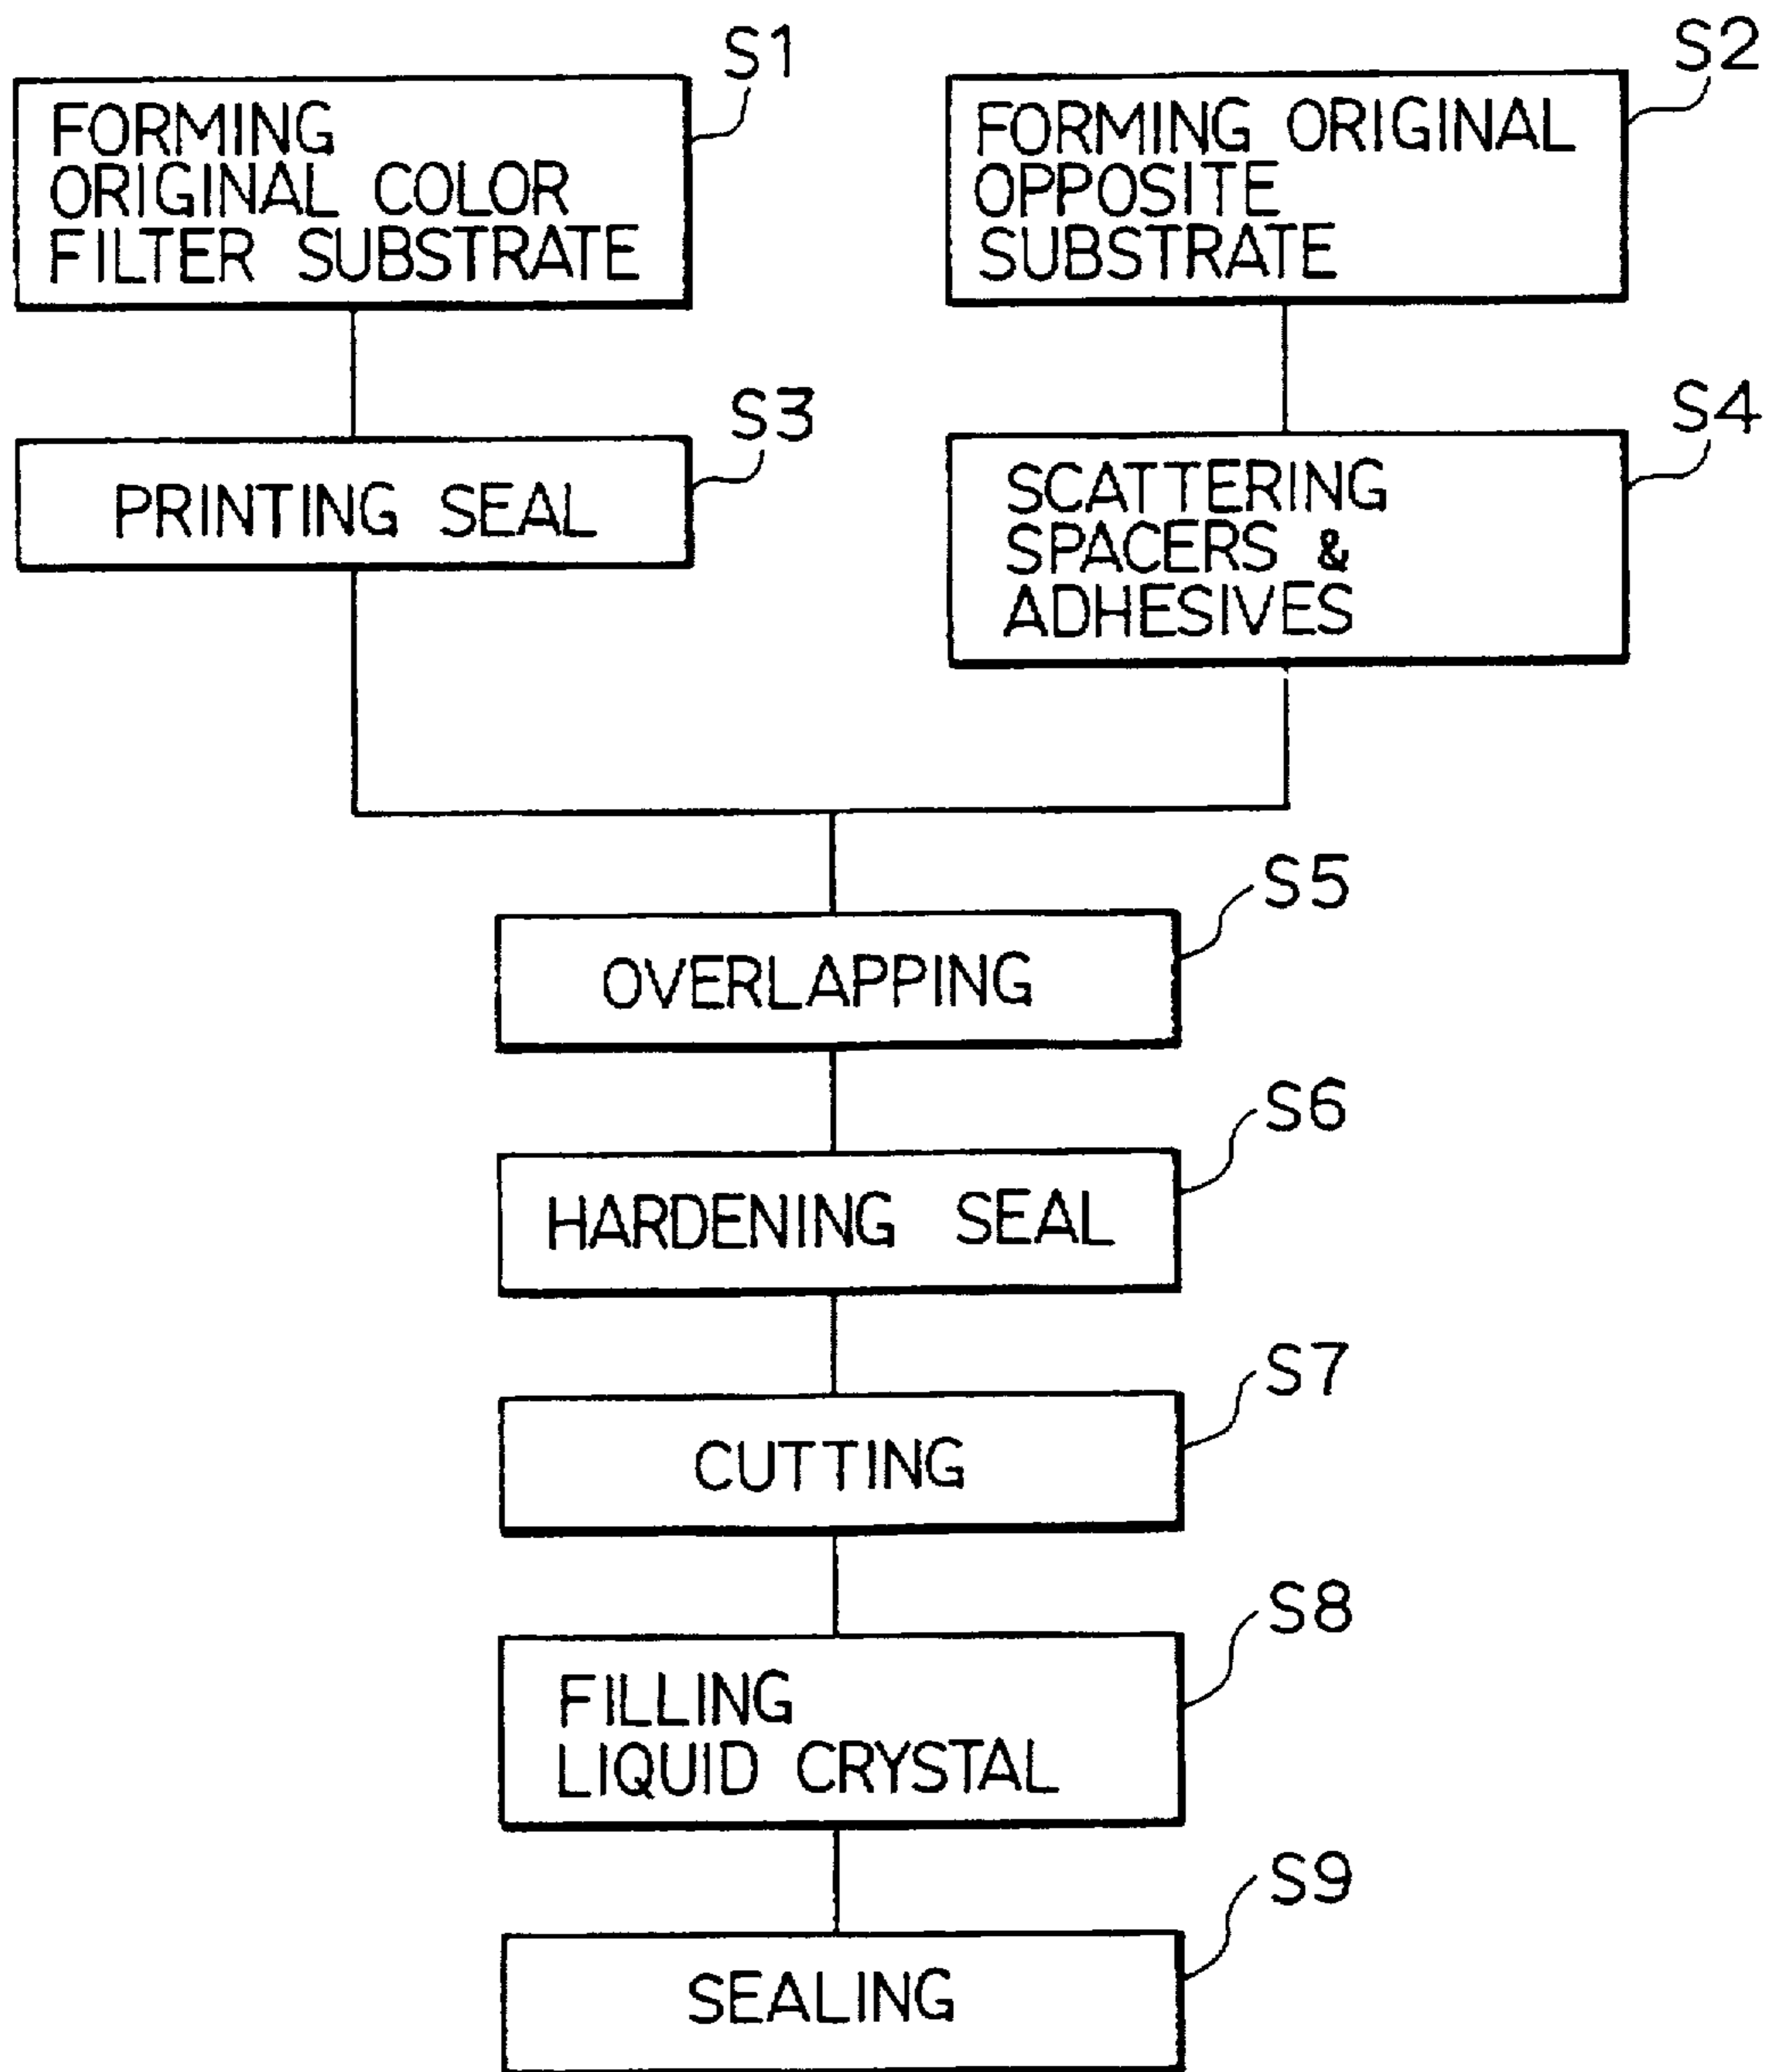 S1
FORMING
ORIGINAL COLOR
FILTER SUBSTRATE
S2
FORMING ORIGINAL
OPPOSITE
SUBSTRATE
S3
PRINTING SEAL
S4
SCATTERING
SPACERS &
ADHESIVES
S5
OVERLAPPING
S6
HARDENING SEAL
S7
CUTTING
S8
FILLING
LIQUID CRYSTAL
S9
SEALING